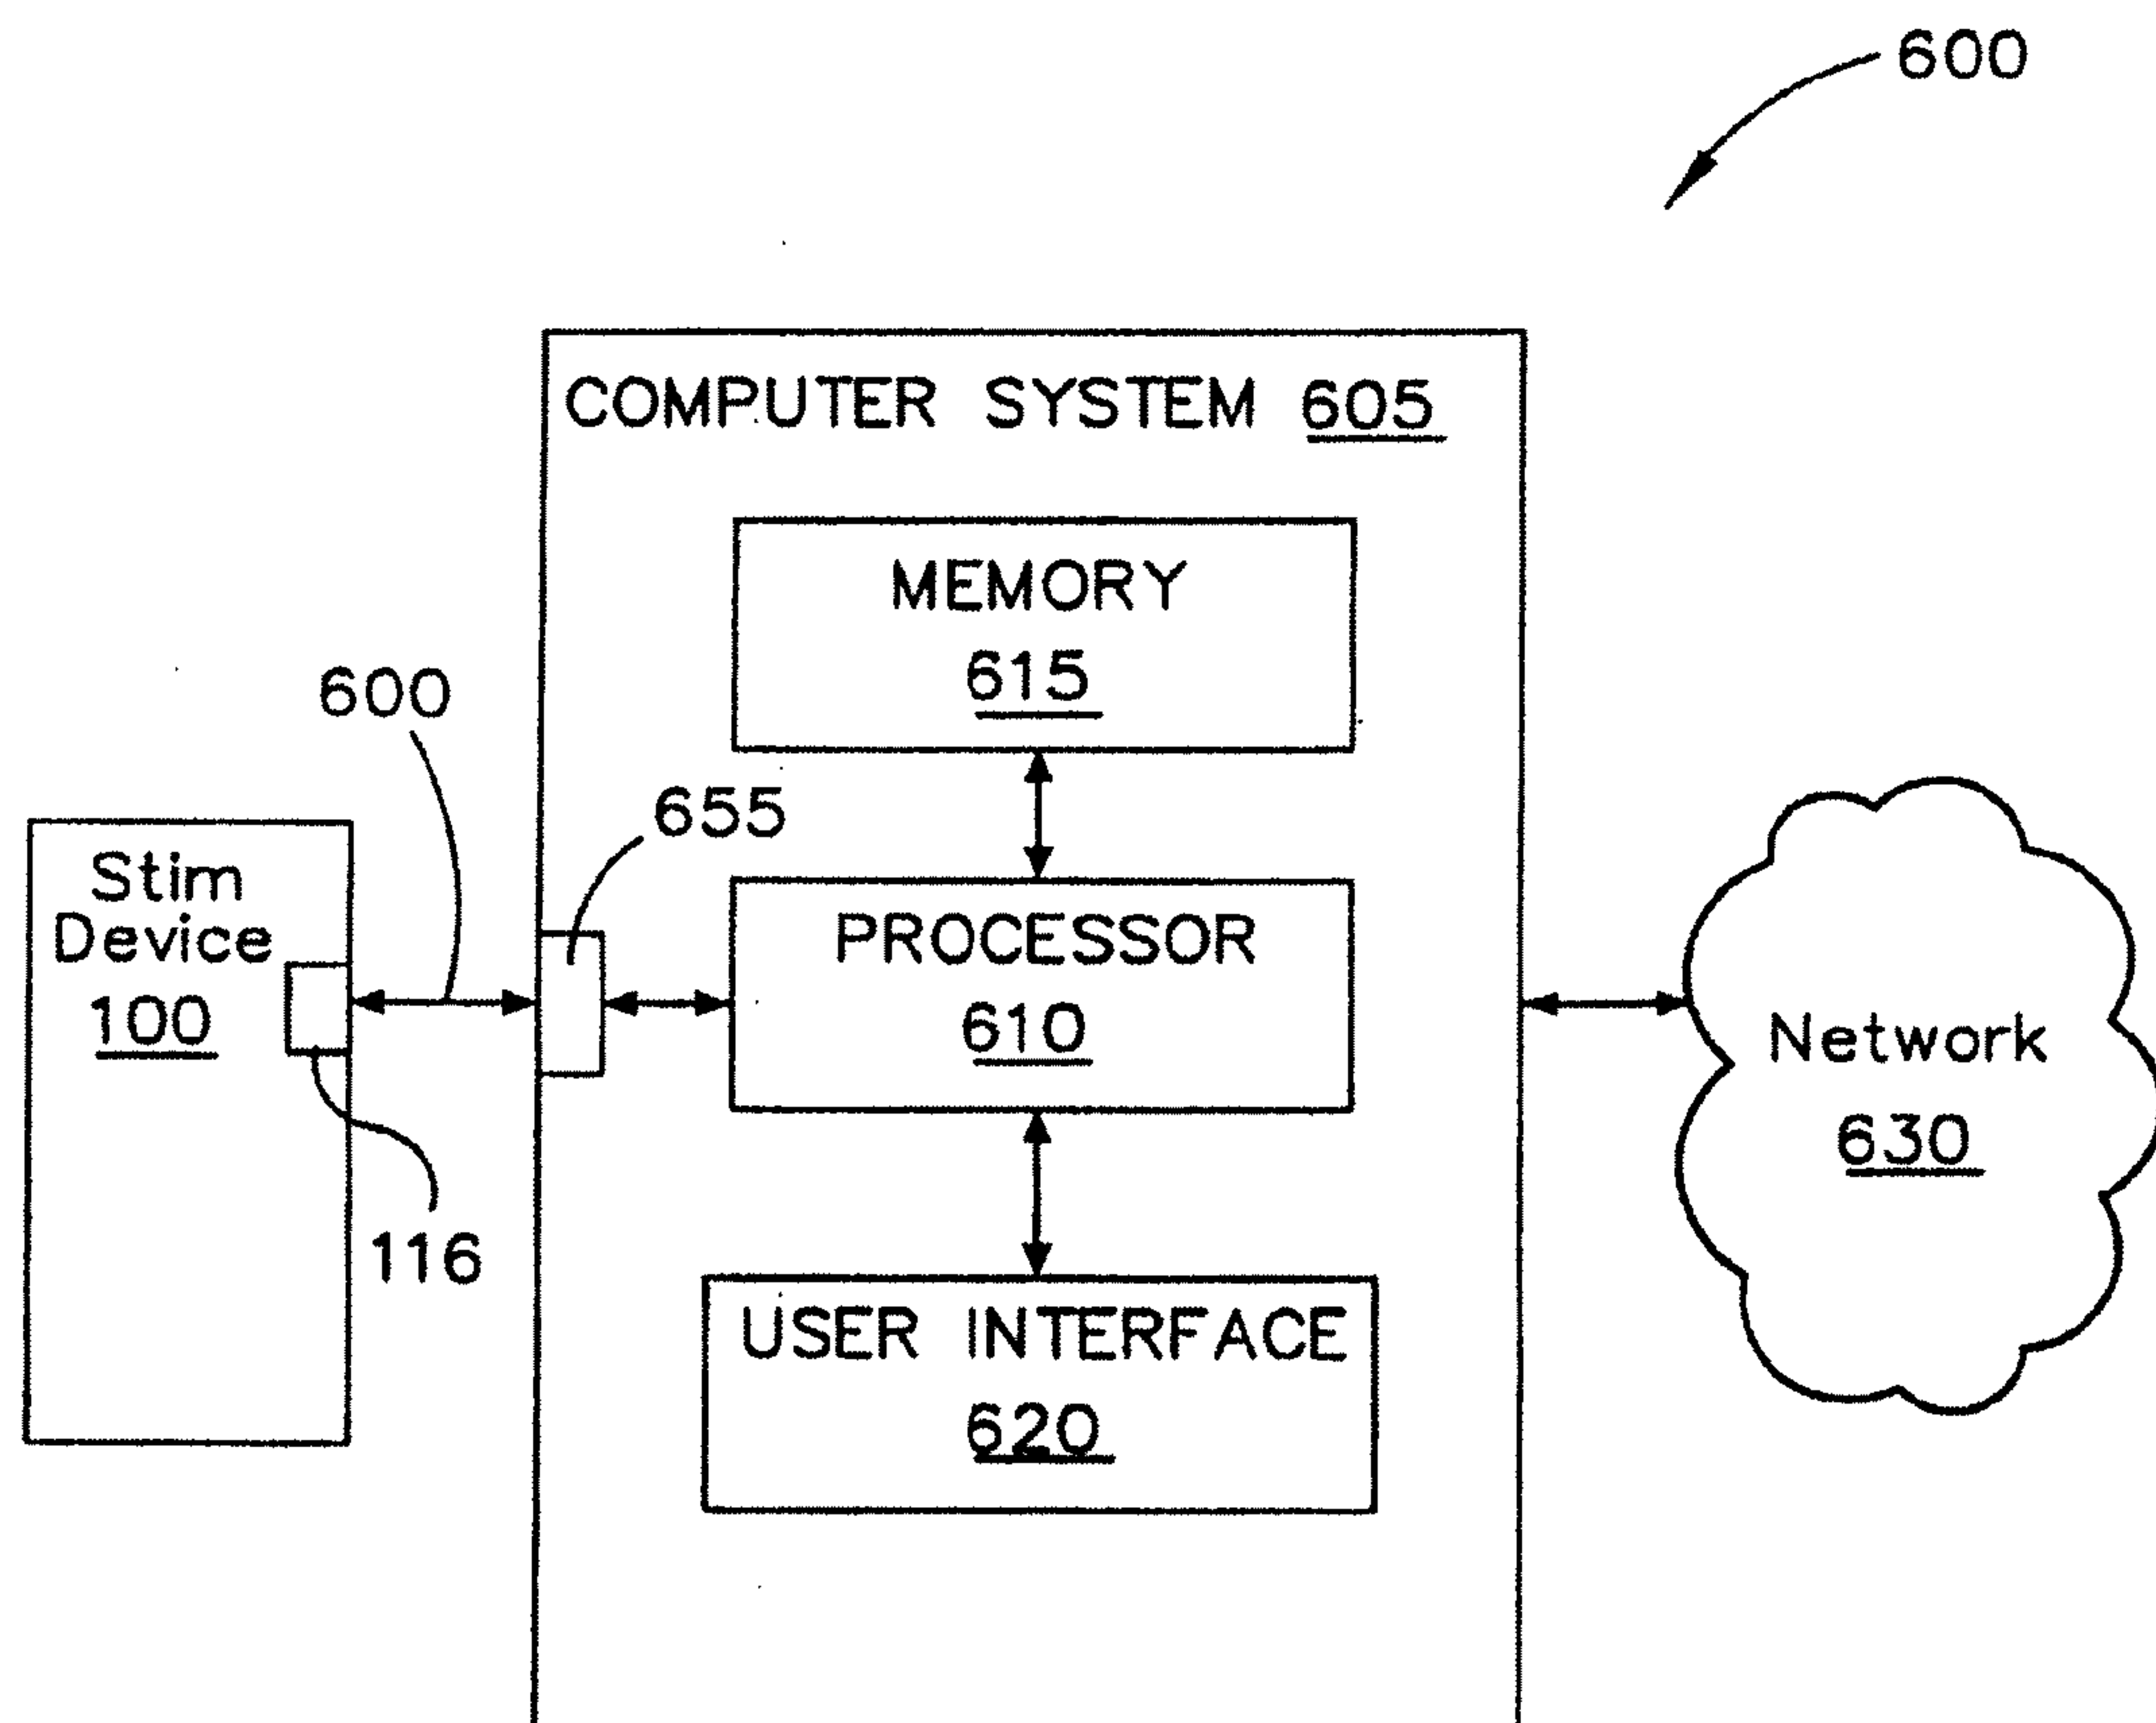 600
COMPUTER SYSTEM 605
MEMORY
615
600
655
Stim
Device
100
PROCESSOR
610
116
USER INTERFACE
620
Network
630